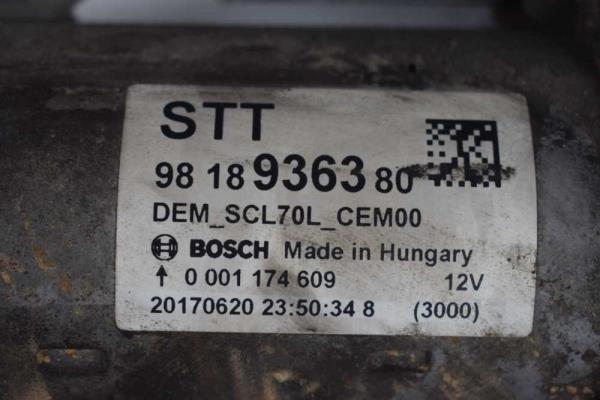 STT
98 18 9363 80
DEM_SCL70L_CEM00
BOSCH Made in Hungary
↑ 0 001 174 609 12V
20170620 23:50:34 8 (3000)